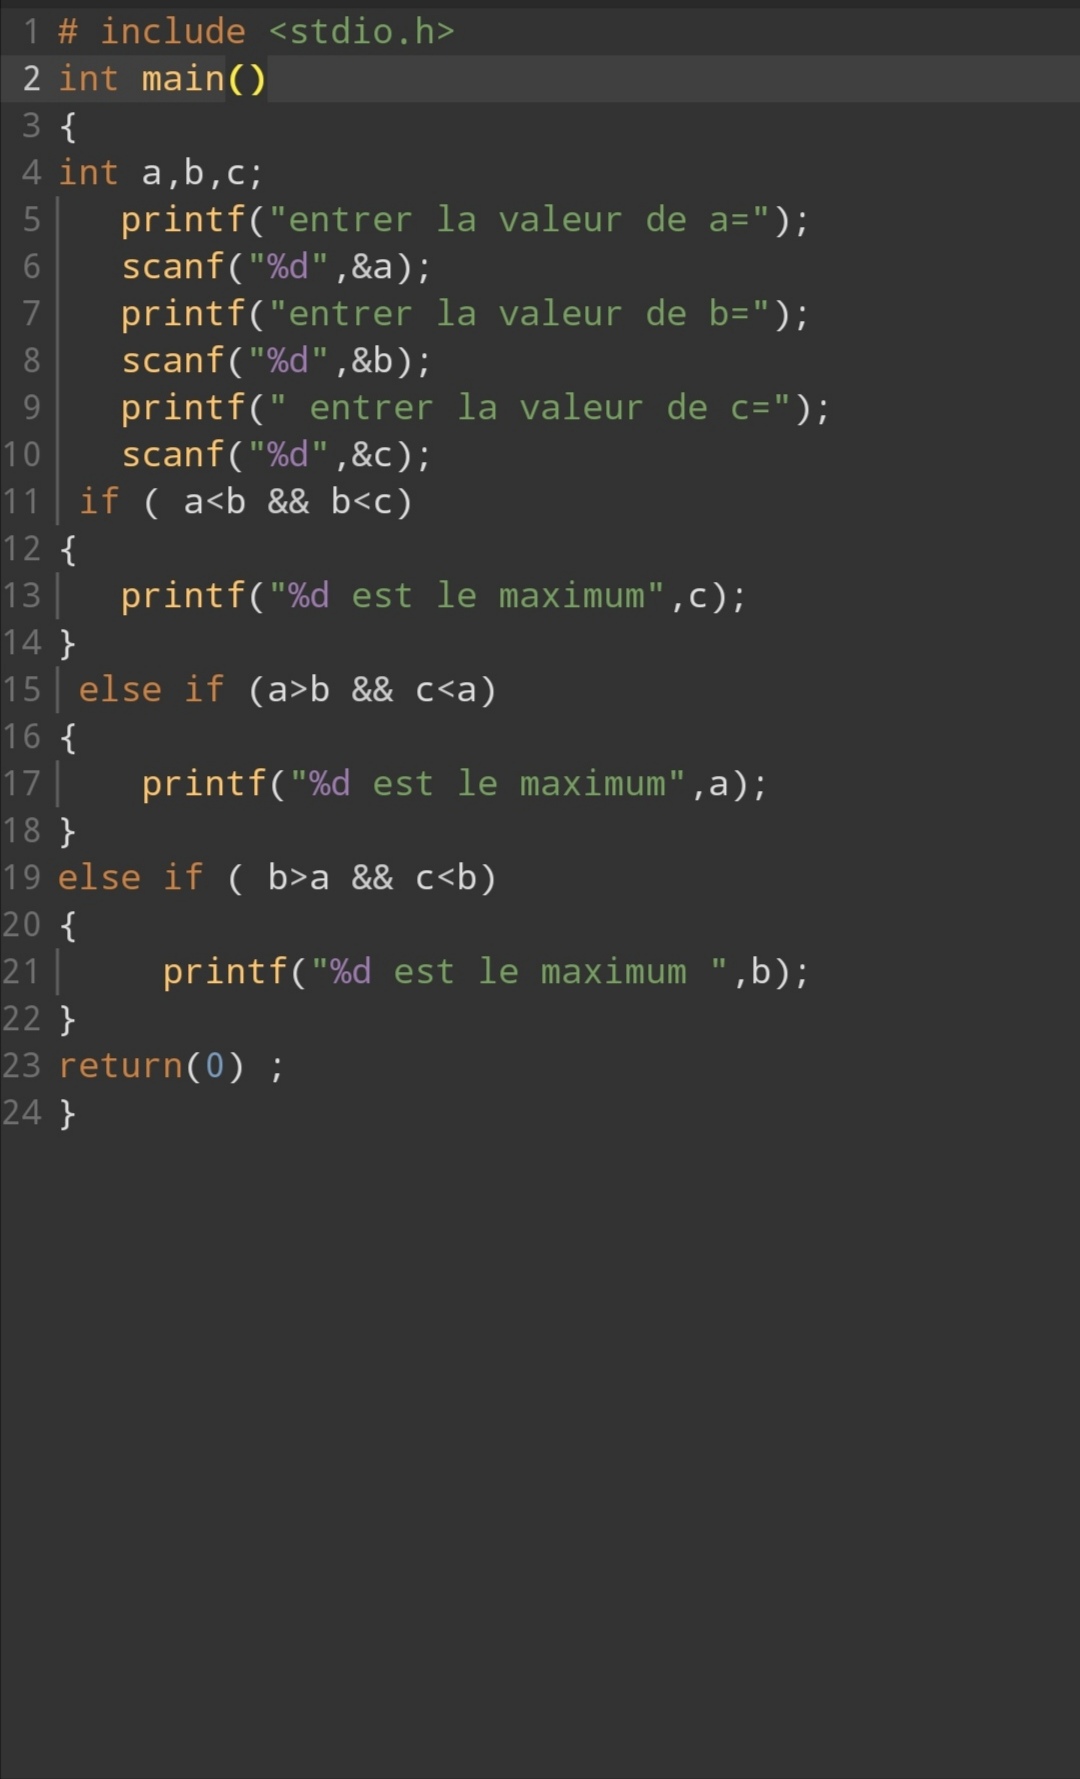 1 # include <stdio.h>
2 int main()
3 {
4 int a,b,c;
5    printf("entrer la valeur de a=");
6    scanf("%d",&a);
7    printf("entrer la valeur de b=");
8    scanf("%d",&b);
9    printf(" entrer la valeur de c=");
10    scanf("%d",&c);
11  if ( a<b && b<c)
12 {
13    printf("%d est le maximum",c);
14 }
15  else if (a>b && c<a)
16 {
17     printf("%d est le maximum",a);
18 }
19 else if ( b>a && c<b)
20 {
21      printf("%d est le maximum ",b);
22 }
23 return(0) ;
24 }